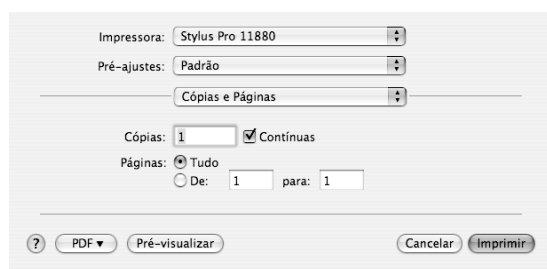 Impressora: Stylus Pro 11880
Pré-ajustes: Padrão
Cópias e Páginas
Cópias: 1 Contínuas
Páginas: Tudo
De: 1 para: 1
? PDF Pré-visualizar Cancelar Imprimir